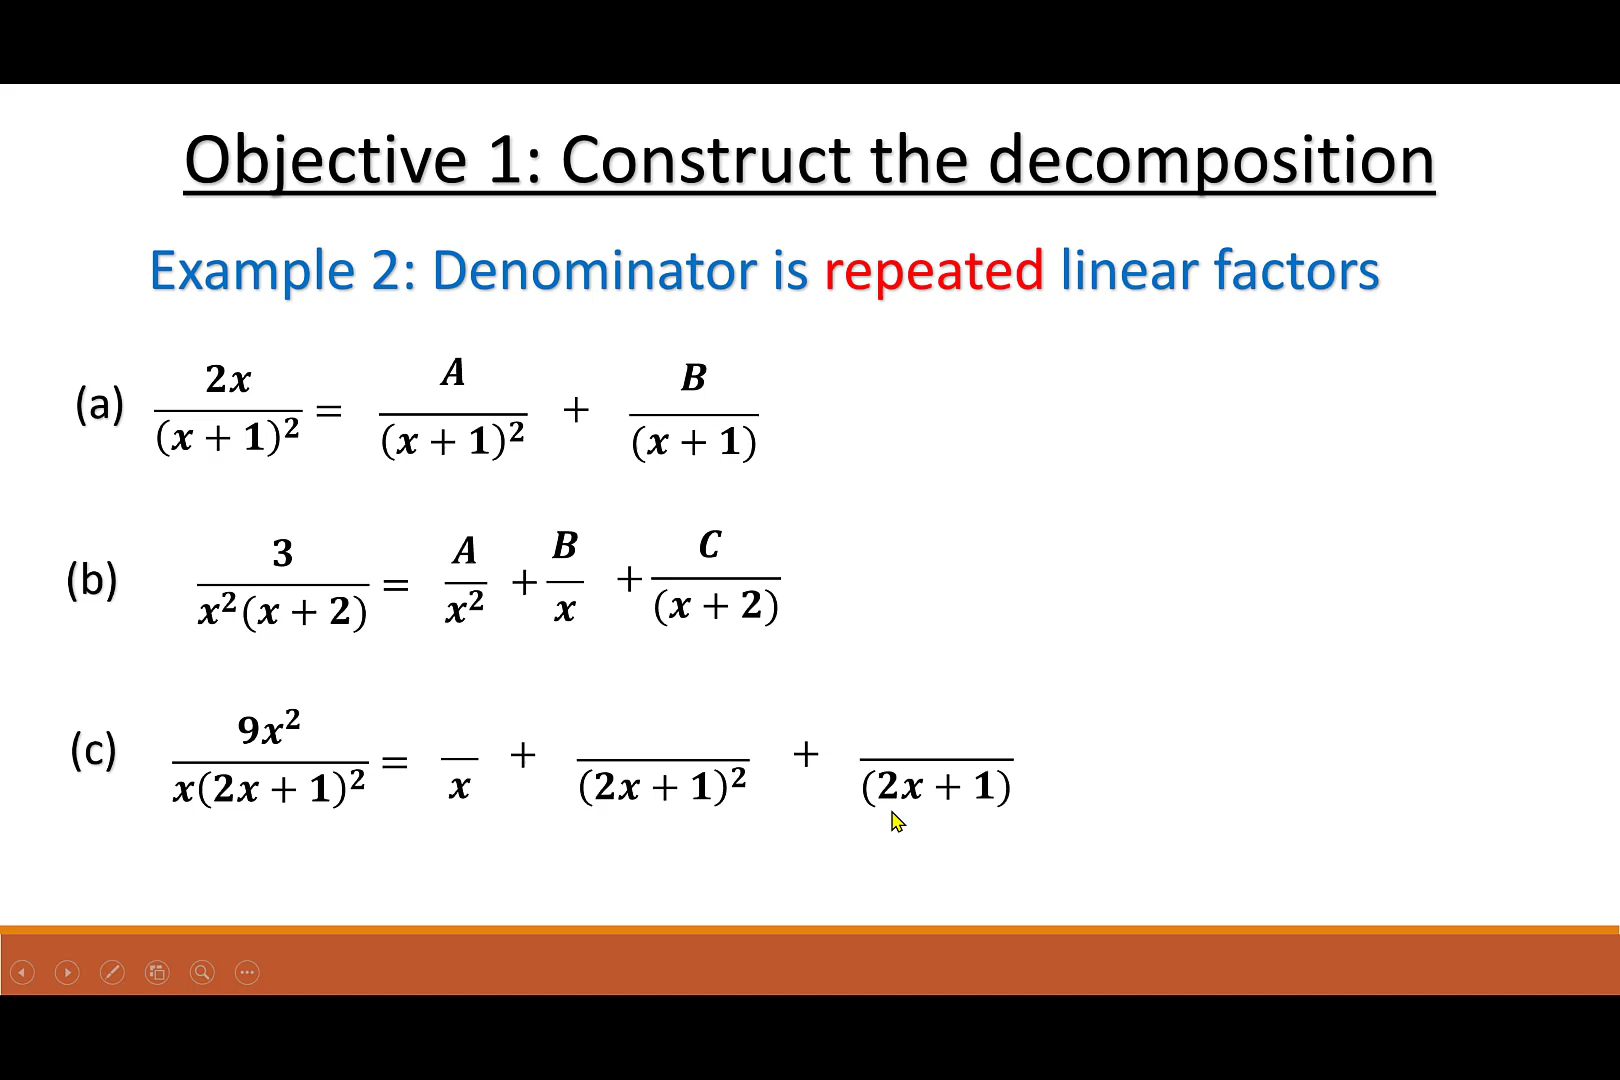 Objective 1: Construct the decomposition
Example 2: Denominator is repeated linear factors
(a) 2x/(x + 1)² = A/(x + 1)² + B/(x + 1)
(b) 3/x²(x + 2) = A/x² + B/x + C/(x + 2)
(c) 9x²/x(2x + 1)² = /x + /(2x + 1)² + /(2x + 1)